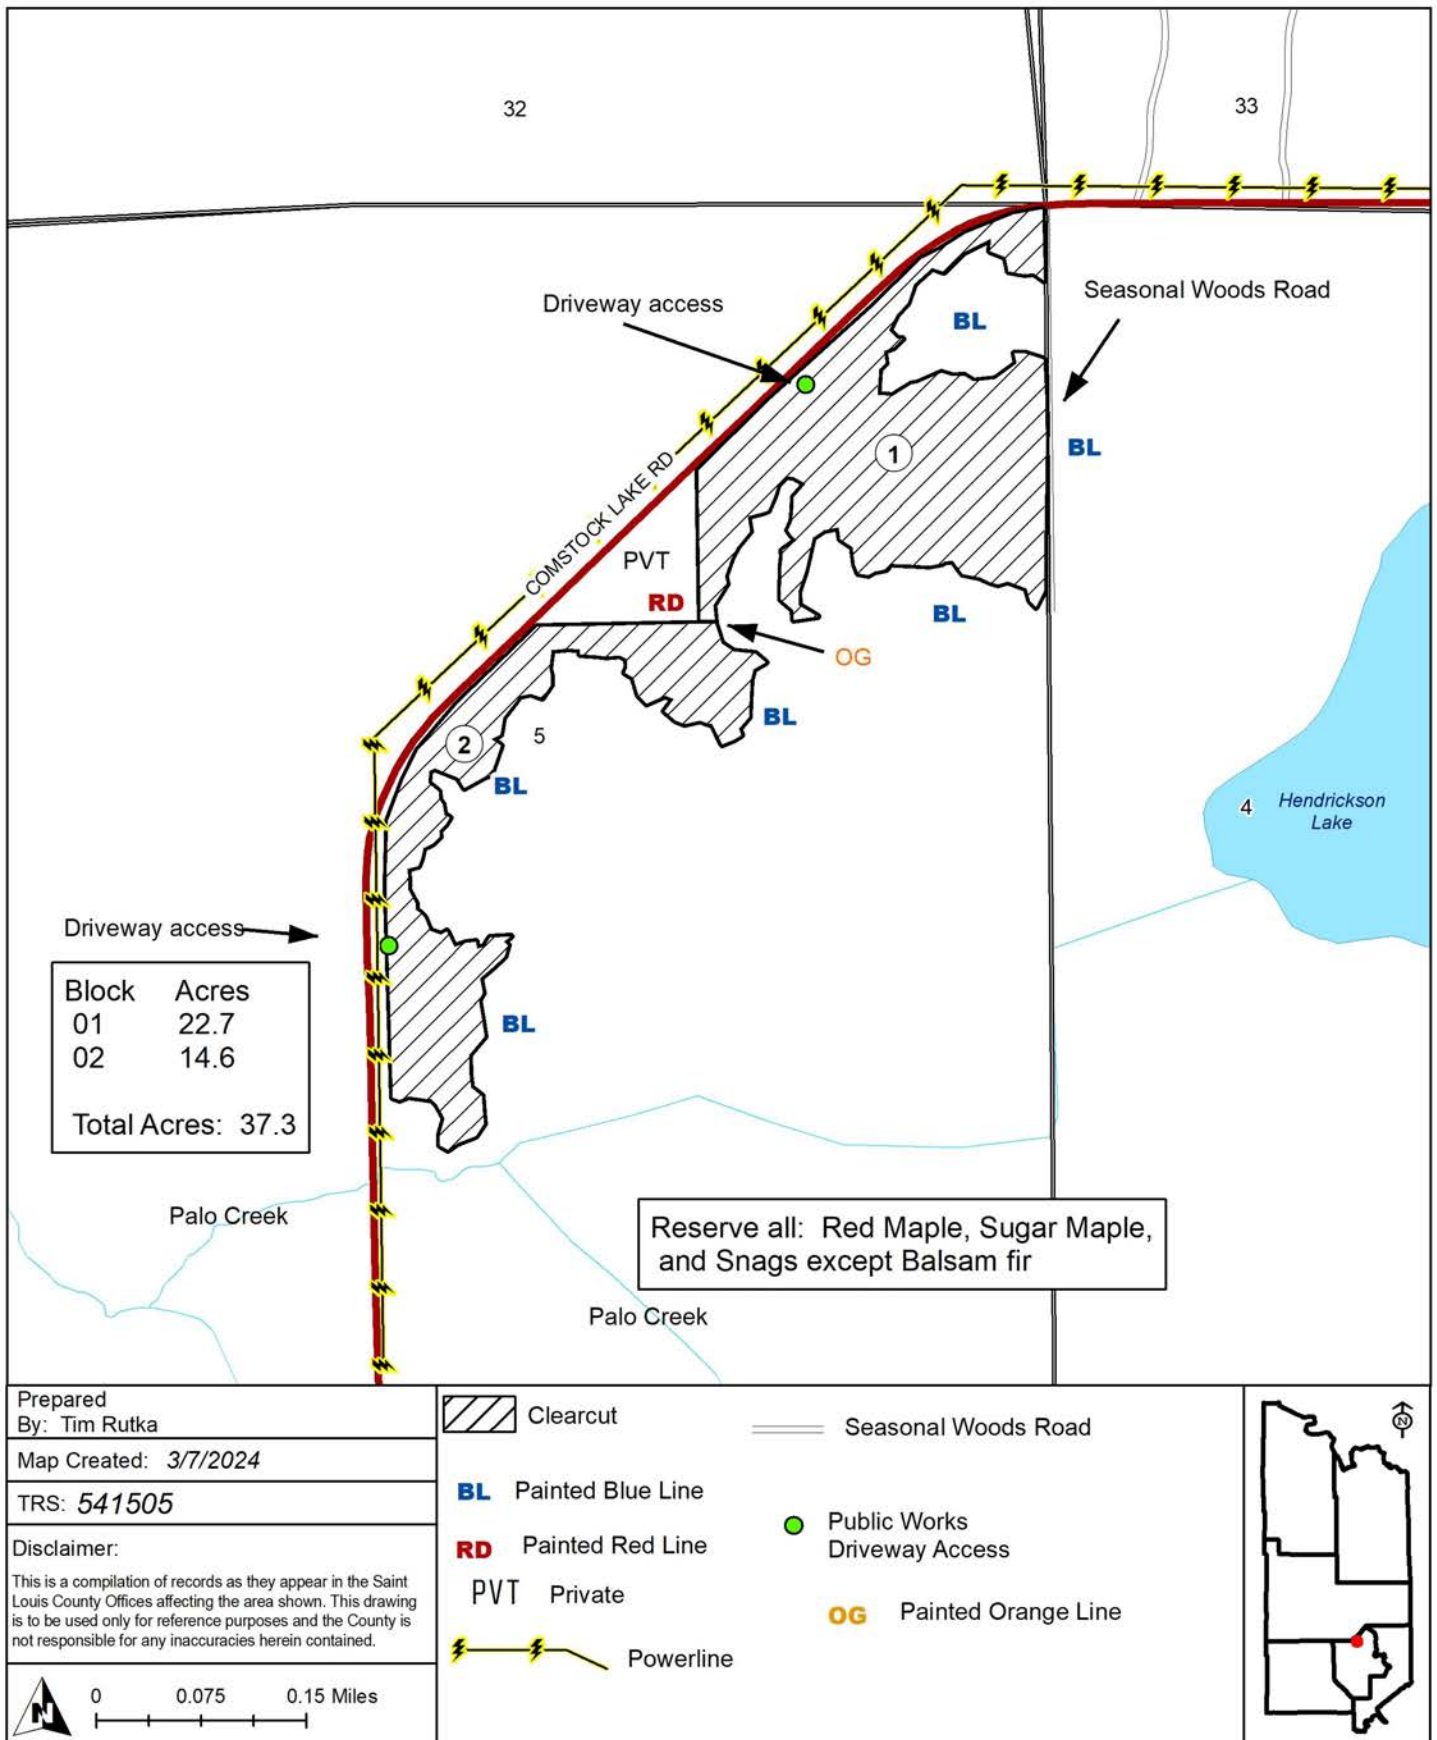 32
33
Driveway access
Seasonal Woods Road
BL
BL
1
COMSTOCK LAKE RD
PVT
RD
BL
OG
BL
2
5
BL
4
Hendrickson
Lake
Driveway access
BL
Block Acres
01 22.7
02 14.6
Total Acres: 37.3
Palo Creek
Reserve all: Red Maple, Sugar Maple,
and Snags except Balsam fir
Palo Creek
Prepared
By: Tim Rutka
Map Created: 3/7/2024
TRS: 541505
Disclaimer:
This is a compilation of records as they appear in the Saint
Louis County Offices affecting the area shown. This drawing
is to be used only for reference purposes and the County is
not responsible for any inaccuracies herein contained.
N
0 0.075 0.15 Miles
Clearcut
BL Painted Blue Line
RD Painted Red Line
PVT Private
Powerline
Seasonal Woods Road
Public Works
Driveway Access
OG Painted Orange Line
N